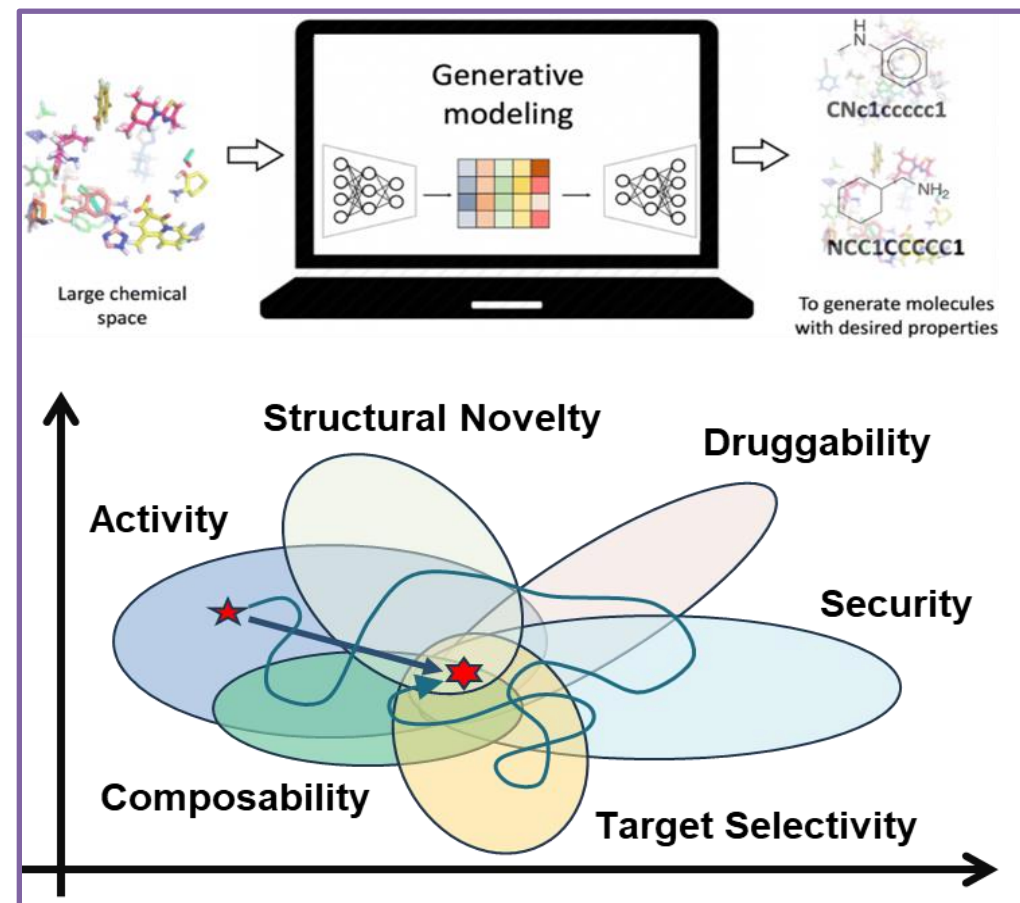 Large chemical
space
Generative
modeling
H
N
CNc1ccccc1
NH₂
NCC1CCCCC1
To generate molecules
with desired properties
Structural Novelty
Druggability
Activity
Security
Composability
Target Selectivity